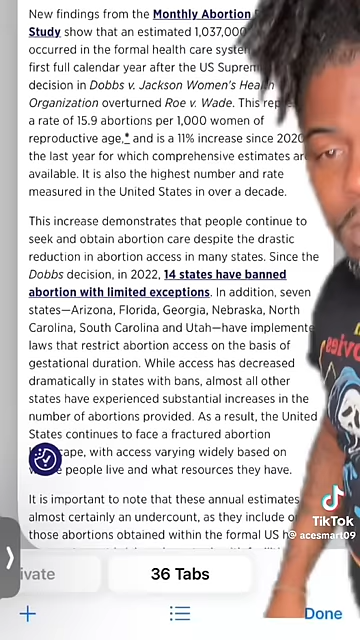 New findings from the Monthly Abortion
Study show that an estimated 1,037,000
occurred in the formal health care
first full calendar year after the US
decision in Dobbs v. Jackson Women's
Organization overturned Roe v. Wade. This
a rate of 15.9 abortions per 1,000 women of
reproductive age,* and is a 11% increase since 2020
the last year for which comprehensive estimates
available. It is also the highest number and rate
measured in the United States in over a decade.
This increase demonstrates that people continue to
seek and obtain abortion care despite the drastic
reduction in abortion access in many states. Since the
Dobbs decision, in 2022, 14 states have banned
abortion with limited exceptions. In addition, seven
states—Arizona, Florida, Georgia, Nebraska, North
Carolina, South Carolina and Utah—have
laws that restrict abortion access on the basis of
gestational duration. While access has decreased
dramatically in states with bans, almost all other
states have experienced substantial increases in the
number of abortions provided. As a result, the United
States continues to face a fractured abortion
with access varying widely based on
people live and what resources they have.
It is important to note that these annual estimates
almost certainly an undercount, as they include
those abortions obtained within the formal US
TikTok
@acesmart09
36 Tabs
Done